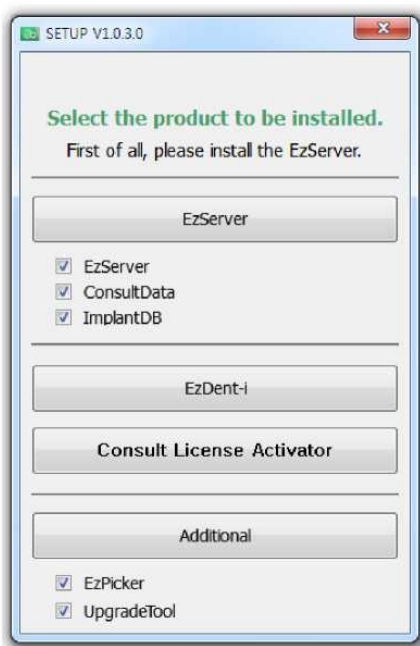 SETUP V1.0.3.0
Select the product to be installed.
First of all, please install the EzServer.
EzServer
EzServer
ConsultData
ImplantDB
EzDent-i
Consult License Activator
Additional
EzPicker
UpgradeTool